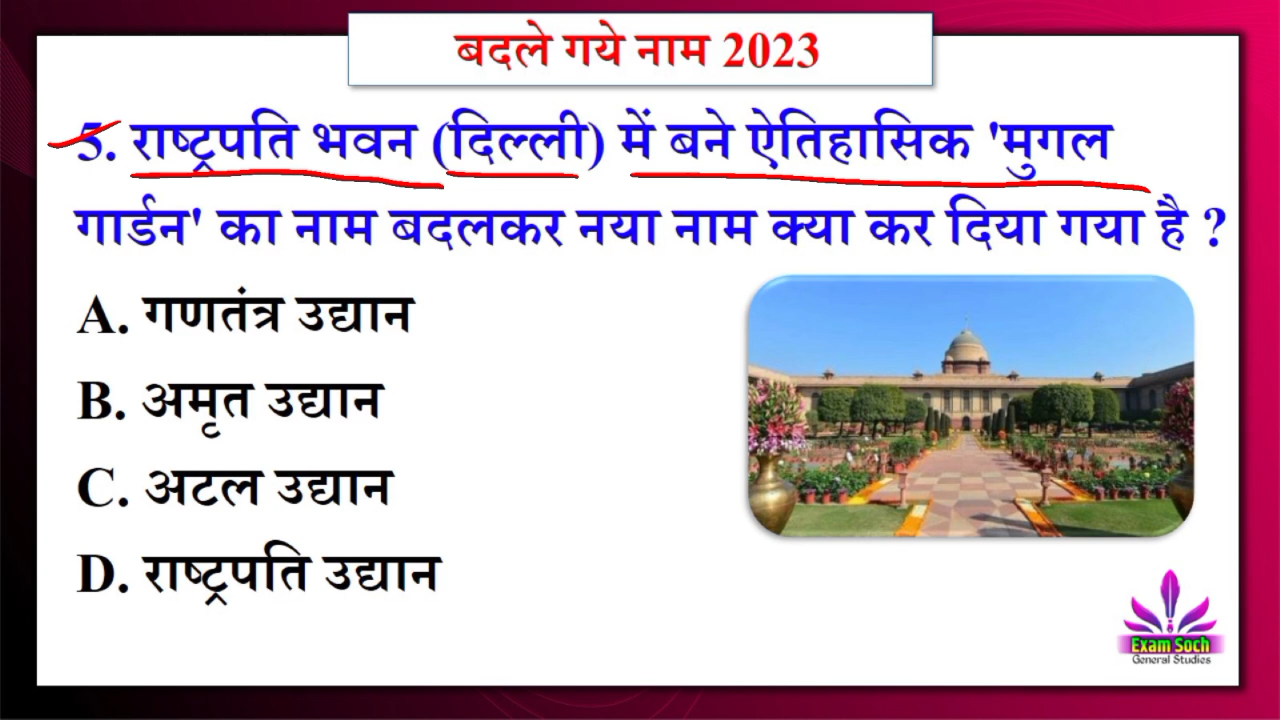 बदले गये नाम 2023
5. राष्ट्रपति भवन (दिल्ली) में बने ऐतिहासिक 'मुगल
गार्डन' का नाम बदलकर नया नाम क्या कर दिया गया है ?
A. गणतंत्र उद्यान
B. अमृत उद्यान
C. अटल उद्यान
D. राष्ट्रपति उद्यान
Exam Soch
General Studies